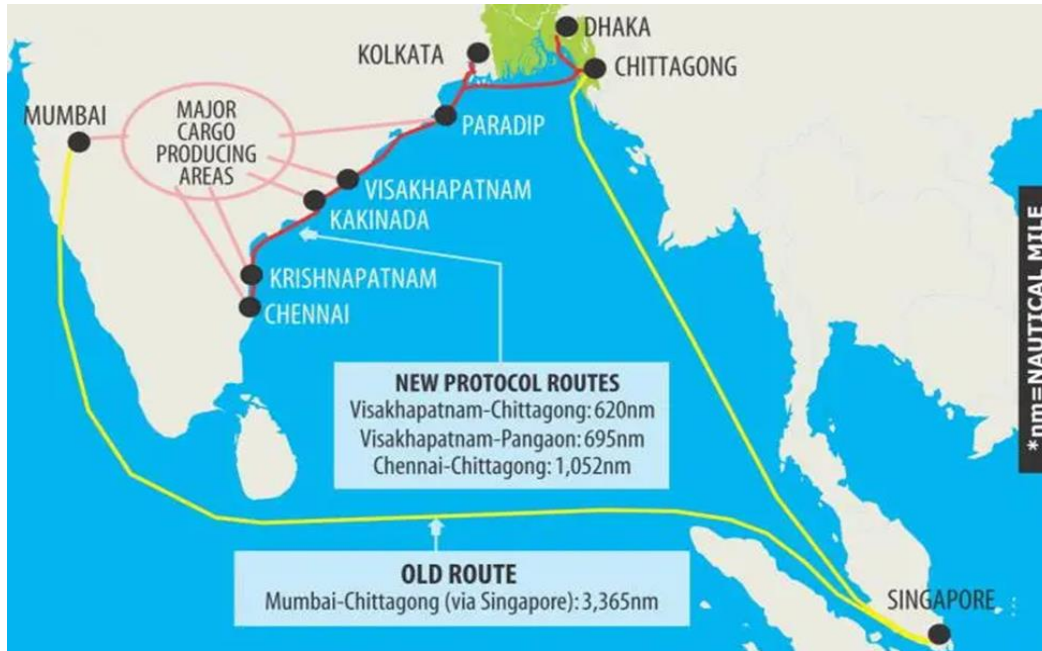 DHAKA
KOLKATA
CHITTAGONG
MUMBAI
MAJOR
CARGO
PRODUCING
AREAS
PARADIP
VISAKHAPATNAM
KAKINADA
KRISHNAPATNAM
CHENNAI
NEW PROTOCOL ROUTES
Visakhapatnam-Chittagong: 620nm
Visakhapatnam-Pangaon: 695nm
Chennai-Chittagong: 1,052nm
*nm=NAUTICAL MILE
OLD ROUTE
Mumbai-Chittagong (via Singapore): 3,365nm
SINGAPORE